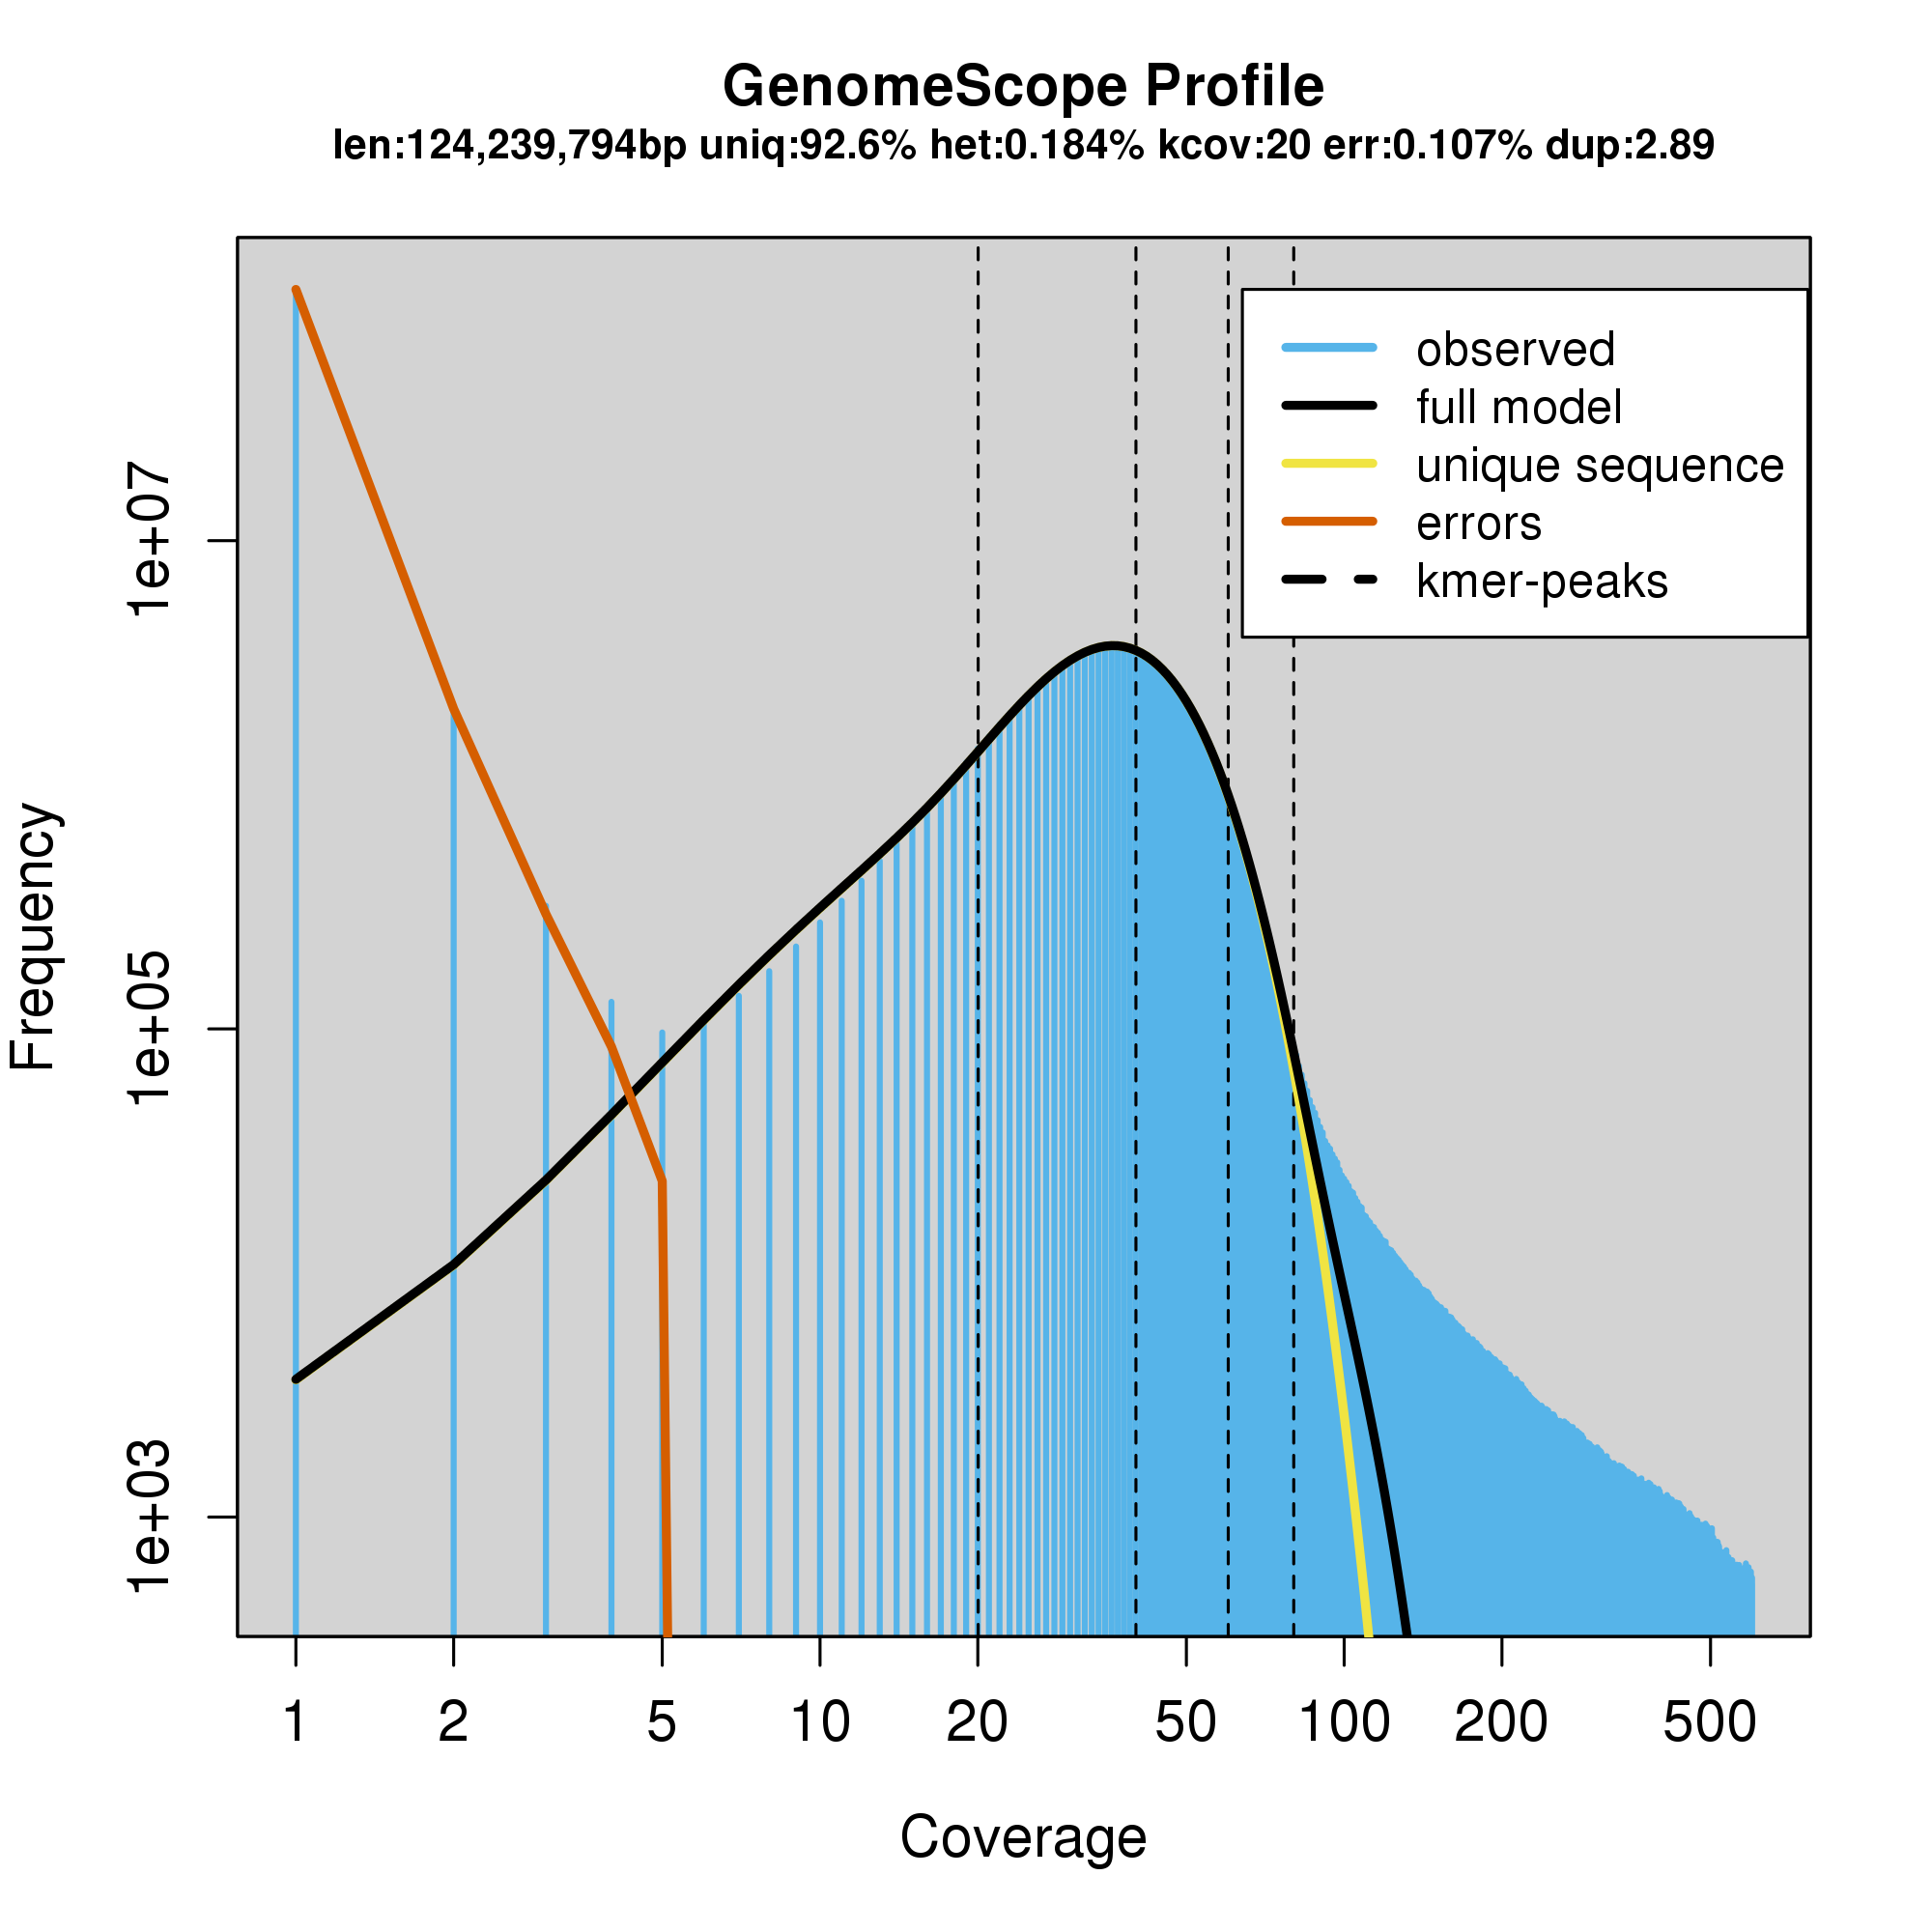 GenomeScope Profile
len:124,239,794bp uniq:92.6% het:0.184% kcov:20 err:0.107% dup:2.89
observed
full model
unique sequence
errors
kmer-peaks
Frequency
1e+07
1e+05
1e+03
1 2 5 10 20 50 100 200 500
Coverage